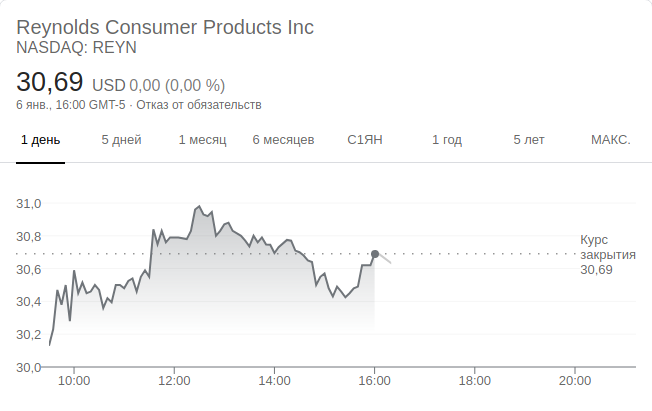 Reynolds Consumer Products Inc
NASDAQ: REYN
30,69 USD 0,00 (0,00 %)
6 янв., 16:00 GMT-5 · Отказ от обязательств
1 день 5 дней 1 месяц 6 месяцев С1ЯН 1 год 5 лет МАКС.
31,0
30,8
30,6
30,4
30,2
30,0
Курс
закрытия
30,69
10:00 12:00 14:00 16:00 18:00 20:00